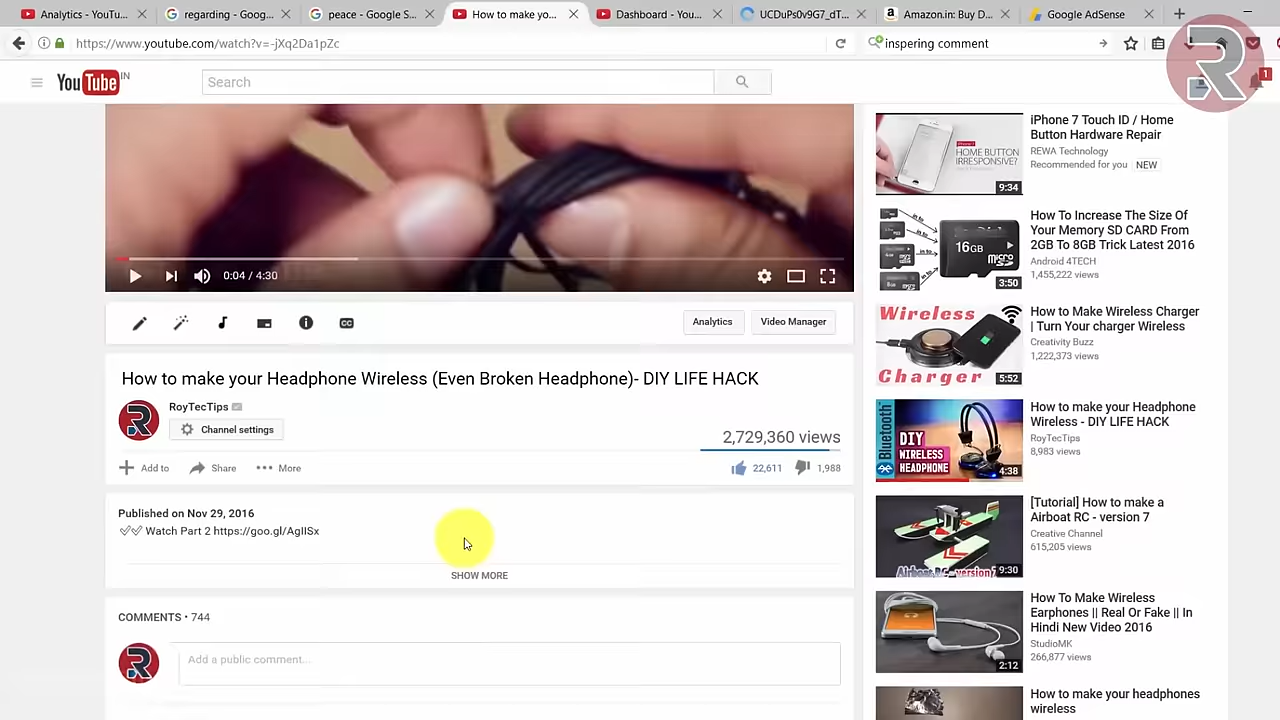 Analytics - YouTu...
regarding - Goog...
peace - Google S...
How to make yo...
Dashboard - You...
UCDuPs0v9G7_dT...
Amazon.in: Buy D...
Google AdSense
https://www.youtube.com/watch?v=-jXq2Da1pZc
inspering comment
R
YouTube IN
Search
1
0:04 / 4:30
CC
Analytics
Video Manager
How to make your Headphone Wireless (Even Broken Headphone)- DIY LIFE HACK
RoyTecTips
Channel settings
2,729,360 views
Add to
Share
More
22,611
1,988
Published on Nov 29, 2016
Watch Part 2 https://goo.gl/AgIISx
SHOW MORE
COMMENTS • 744
Add a public comment...
HOME BUTTON
IRRESPONSIVE?
9:34
iPhone 7 Touch ID / Home
Button Hardware Repair
REWA Technology
Recommended for you NEW
16GB
3:50
How To Increase The Size Of
Your Memory SD CARD From
2GB To 8GB Trick Latest 2016
Android 4TECH
1,455,222 views
Wireless
Charger
5:52
How to Make Wireless Charger
| Turn Your charger Wireless
Creativity Buzz
1,222,373 views
Bluetooth
DIY
WIRELESS
HEADPHONE
4:38
How to make your Headphone
Wireless - DIY LIFE HACK
RoyTecTips
8,983 views
Airboat RC - version7
9:30
[Tutorial] How to make a
Airboat RC - version 7
Creative Channel
615,205 views
2:12
How To Make Wireless
Earphones || Real Or Fake || In
Hindi New Video 2016
StudioMK
266,877 views
How to make your headphones
wireless